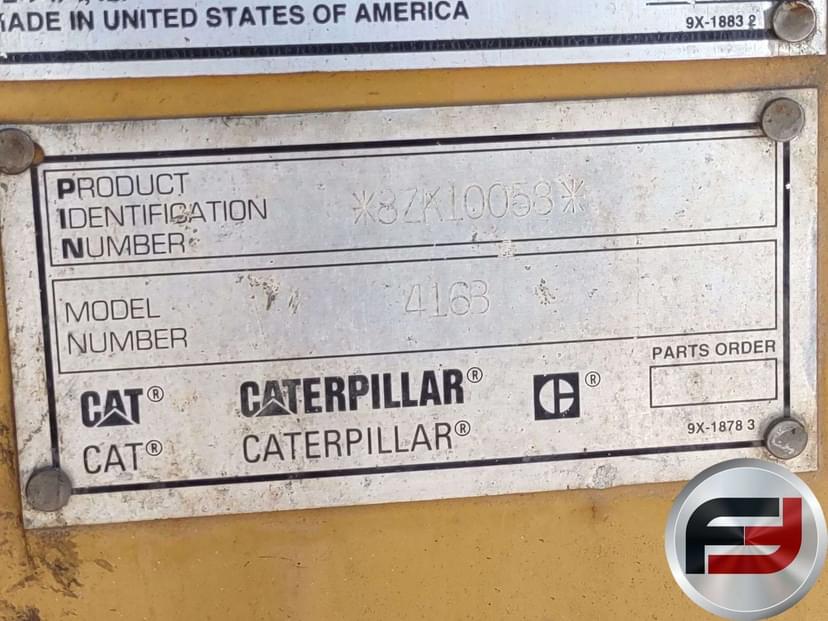 MADE IN UNITED STATES OF AMERICA
9X-1883 2
PRODUCT
IDENTIFICATION
NUMBER
*8ZK10058*
MODEL
NUMBER
416B
PARTS ORDER
CAT® CATERPILLAR® ®
CAT® CATERPILLAR®
9X-1878 3